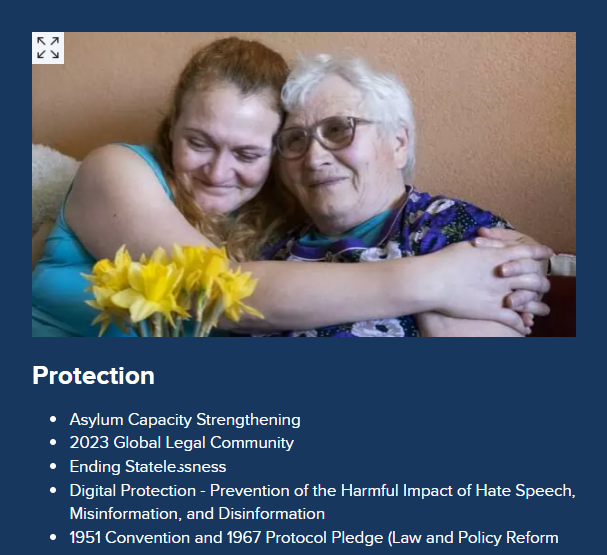 Protection
Asylum Capacity Strengthening
2023 Global Legal Community
Ending Statelessness
Digital Protection - Prevention of the Harmful Impact of Hate Speech,
Misinformation, and Disinformation
1951 Convention and 1967 Protocol Pledge (Law and Policy Reform